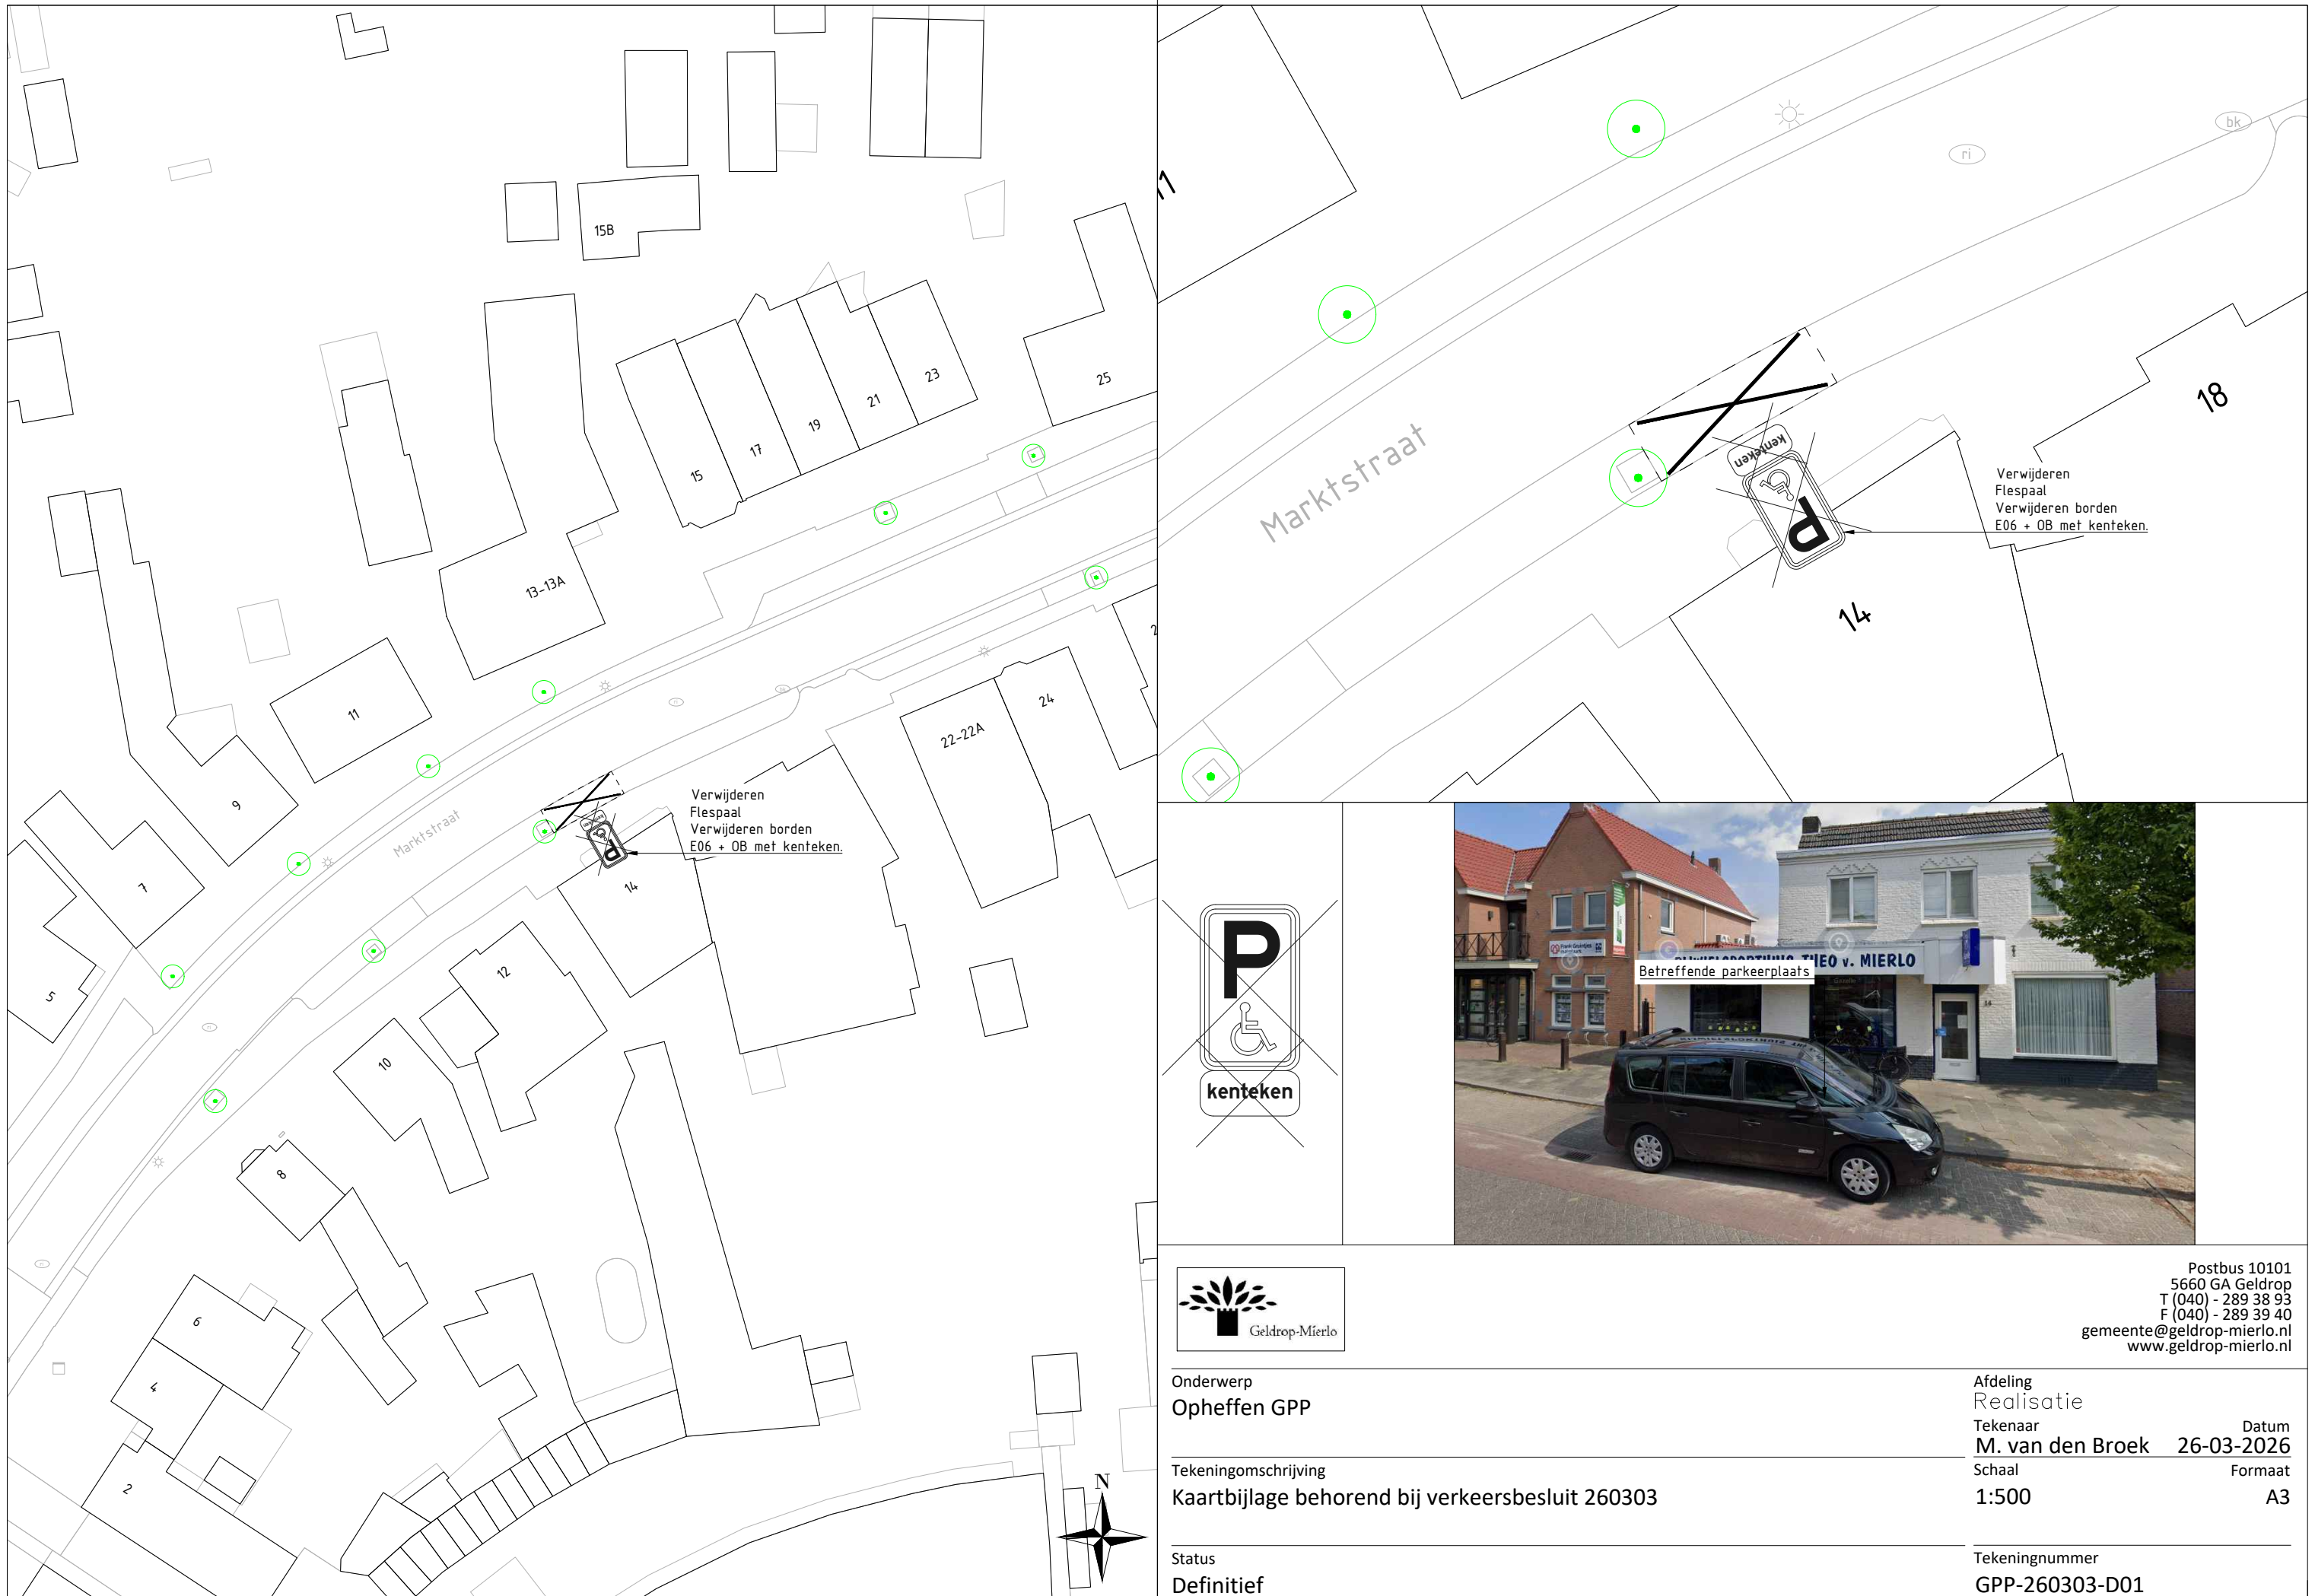 15B
15
17
19
21
23
25
13-13A
11
9
7
5
22-22A
24
Marktstraat
Verwijderen
Flespaal
Verwijderen borden
E06 + OB met kenteken.
P
14
12
10
8
6
4
2
N
11
bk
ri
18
Marktstraat
kenteken
P
Verwijderen
Flespaal
Verwijderen borden
E06 + OB met kenteken.
14
P
kenteken
THEO v. MIERLO
Betreffende parkeerplaats
Geldrop-Mierlo
Postbus 10101
5660 GA Geldrop
T (040) - 289 38 93
F (040) - 289 39 40
gemeente@geldrop-mierlo.nl
www.geldrop-mierlo.nl
Onderwerp
Opheffen GPP
Afdeling
Realisatie
Tekenaar Datum
M. van den Broek 26-03-2026
Tekeningomschrijving
Kaartbijlage behorend bij verkeersbesluit 260303
Schaal Formaat
1:500 A3
Status
Definitief
Tekeningnummer
GPP-260303-D01